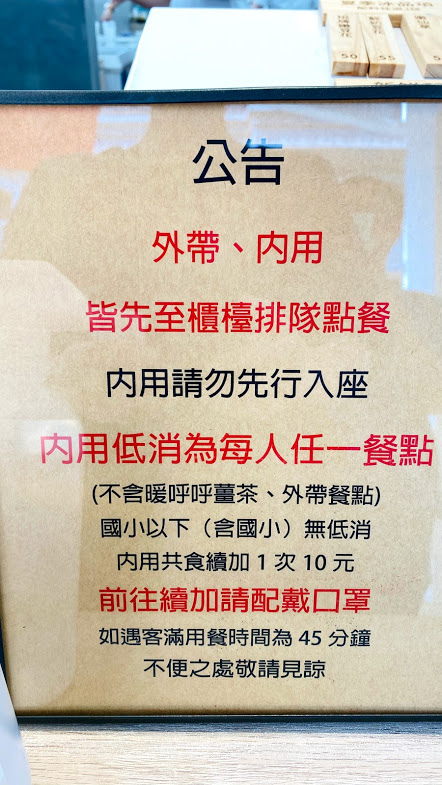 50
55
公告
外帶、內用
皆先至櫃檯排隊點餐
內用請勿先行入座
內用低消為每人任一餐點
(不含暖呼呼薑茶、外帶餐點)
國小以下（含國小）無低消
內用共食續加 1 次 10 元
前往續加請配戴口罩
如遇客滿用餐時間為 45 分鐘
不便之處敬請見諒